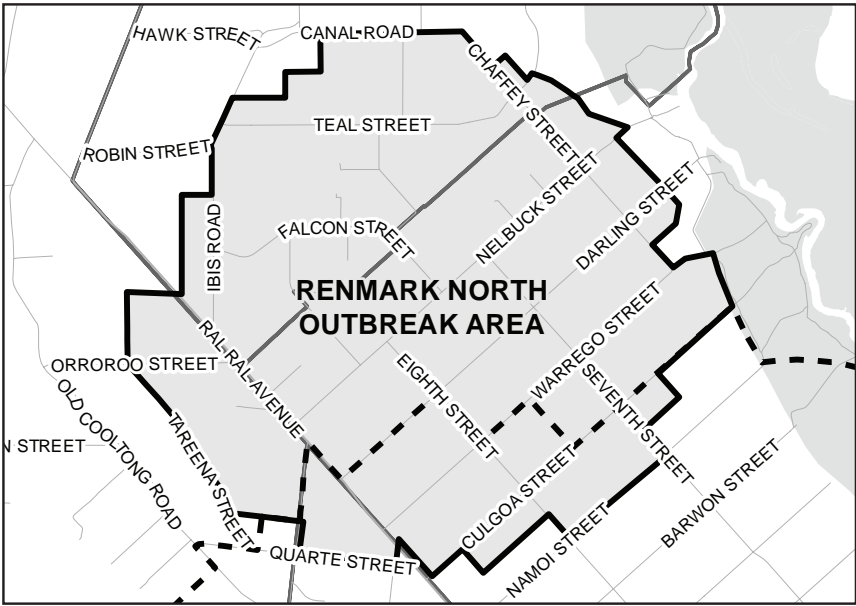 HAWK STREET
CANAL ROAD
CHAFFEY STREET
TEAL STREET
ROBIN STREET
NELBUCK STREET
DARLING STREET
IBIS ROAD
FALCON STREET
RENMARK NORTH
OUTBREAK AREA
RAL RAL AVENUE
WARREGO STREET
ORROROO STREET
EIGHTH STREET
SEVENTH STREET
OLD COOLTONG ROAD
TAREENA STREET
N STREET
CULGOA STREET
BARWON STREET
QUARTE STREET
NAMOI STREET